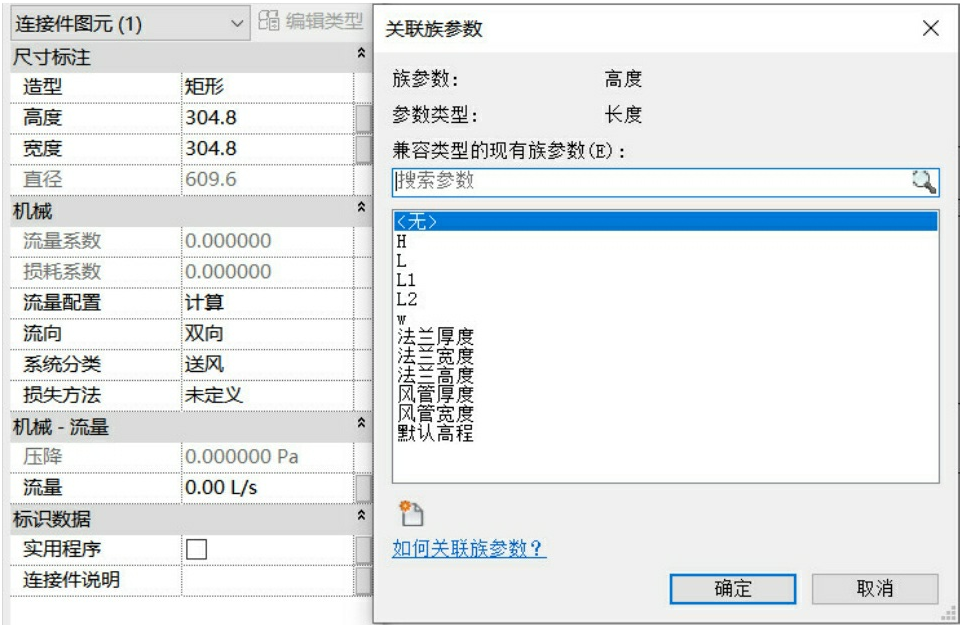 连接件图元 (1)
编辑类型
尺寸标注
造型 矩形
高度 304.8
宽度 304.8
直径 609.6
机械
流量系数 0.000000
损耗系数 0.000000
流量配置 计算
流向 双向
系统分类 送风
损失方法 未定义
机械 - 流量
压降 0.000000 Pa
流量 0.00 L/s
标识数据
实用程序
连接件说明
关联族参数
族参数: 高度
参数类型: 长度
兼容类型的现有族参数(E):
搜索参数
<无>
H
L
L1
L2
w
法兰厚度
法兰宽度
法兰高度
风管厚度
风管宽度
默认高程
如何关联族参数?
确定
取消